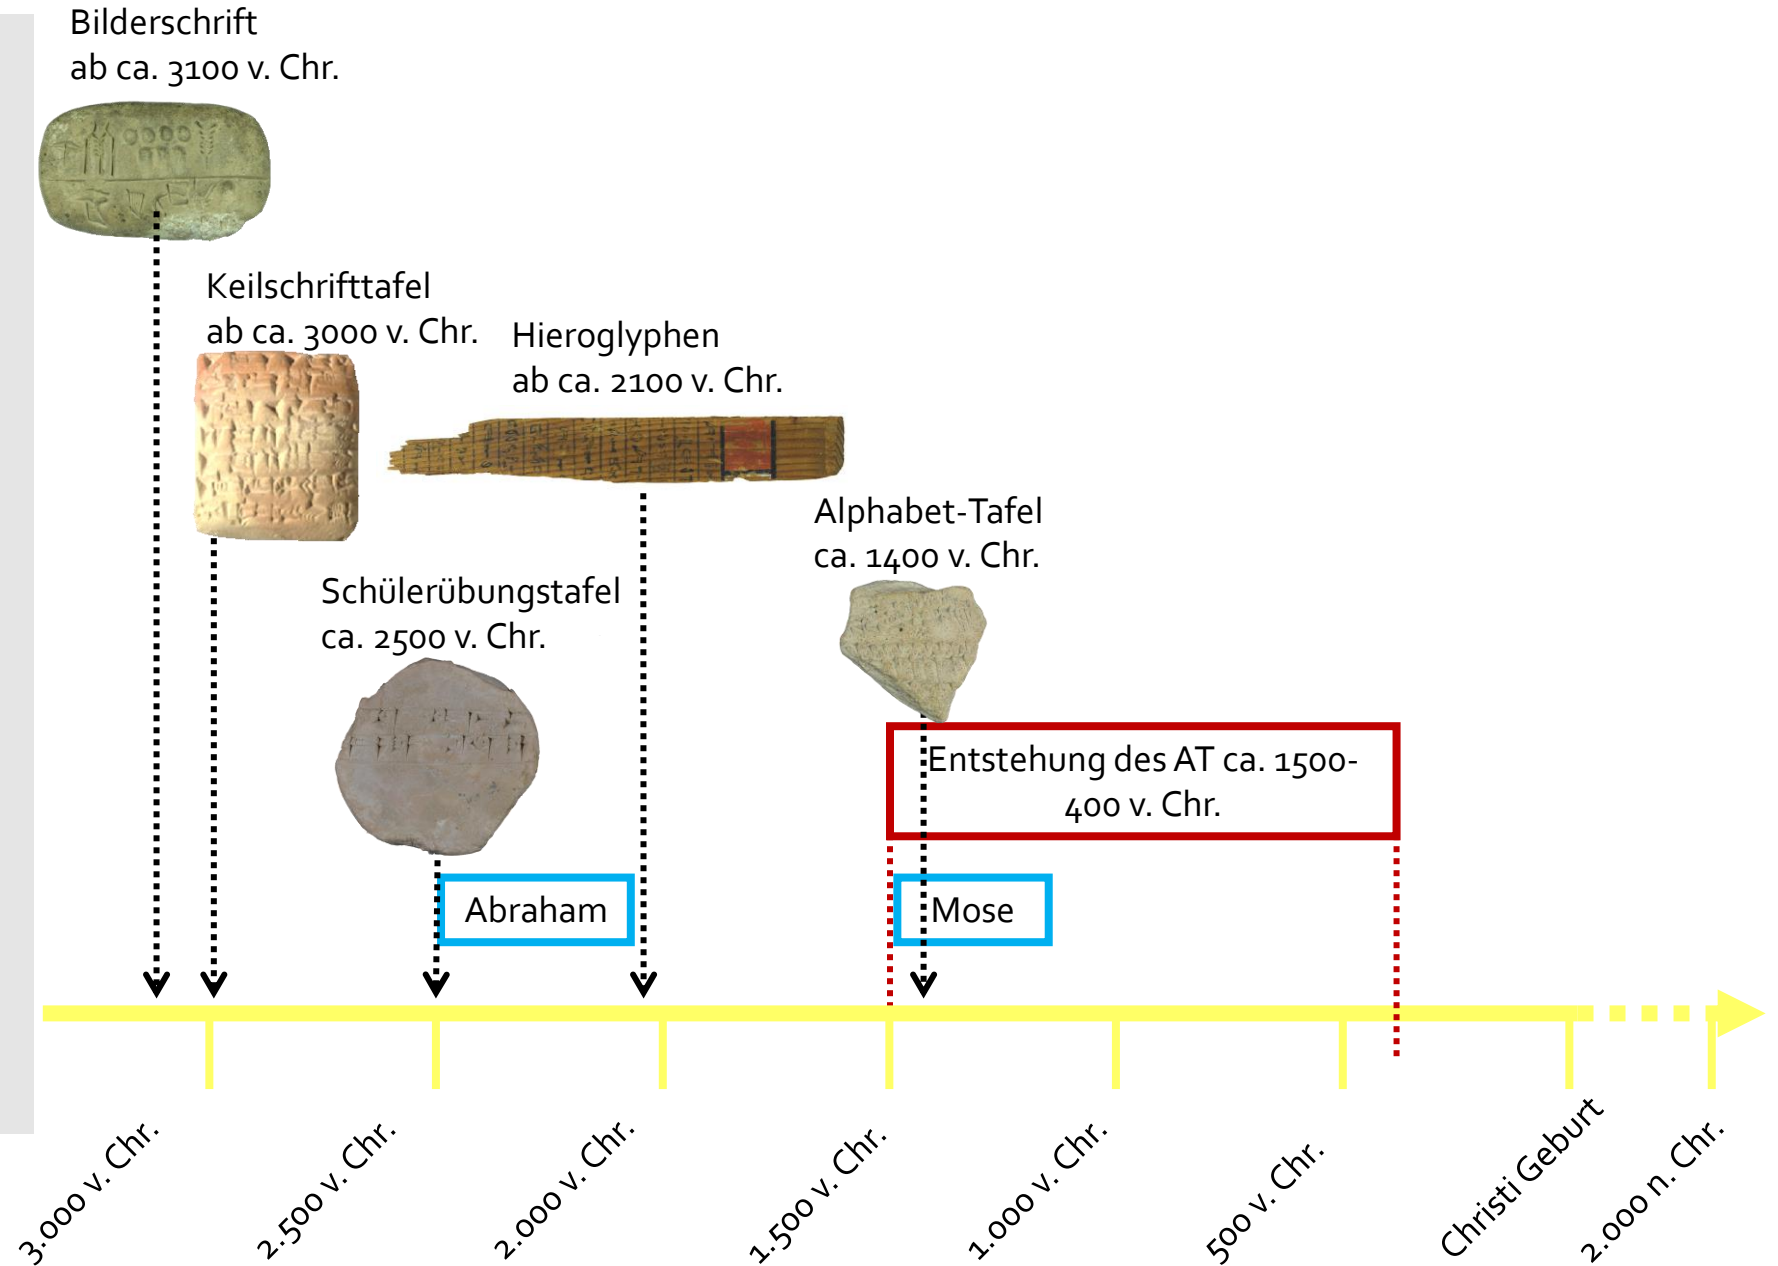 Bilderschrift
ab ca. 3100 v. Chr.
Keilschrifttafel
ab ca. 3000 v. Chr.
Hieroglyphen
ab ca. 2100 v. Chr.
Alphabet-Tafel
ca. 1400 v. Chr.
Schülerübungstafel
ca. 2500 v. Chr.
Entstehung des AT ca. 1500-
400 v. Chr.
Abraham
Mose
3.000 v. Chr.
2.500 v. Chr.
2.000 v. Chr.
1.500 v. Chr.
1.000 v. Chr.
500 v. Chr.
Christi Geburt
2.000 n. Chr.